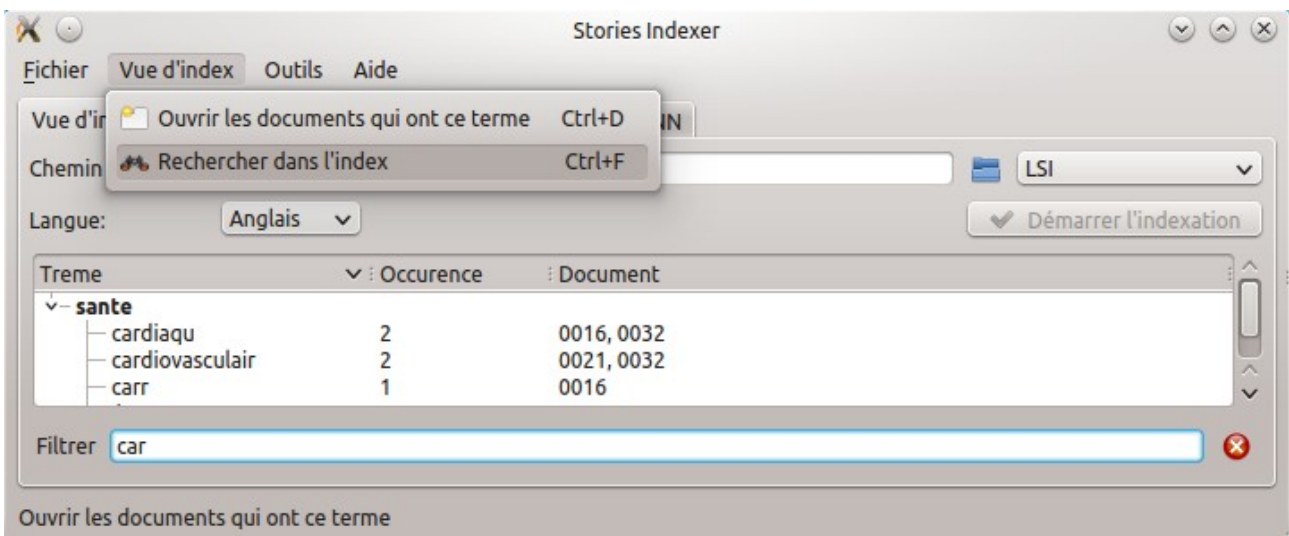 Stories Indexer
Fichier Vue d'index Outils Aide
Vue d'in
Ouvrir les documents qui ont ce terme Ctrl+D
NN
Rechercher dans l'index Ctrl+F
Chemin
LSI
Langue: Anglais Démarrer l'indexation
Treme Occurence Document
sante
cardiaqu 2 0016, 0032
cardiovasculair 2 0021, 0032
carr 1 0016
Filtrer car
Ouvrir les documents qui ont ce terme